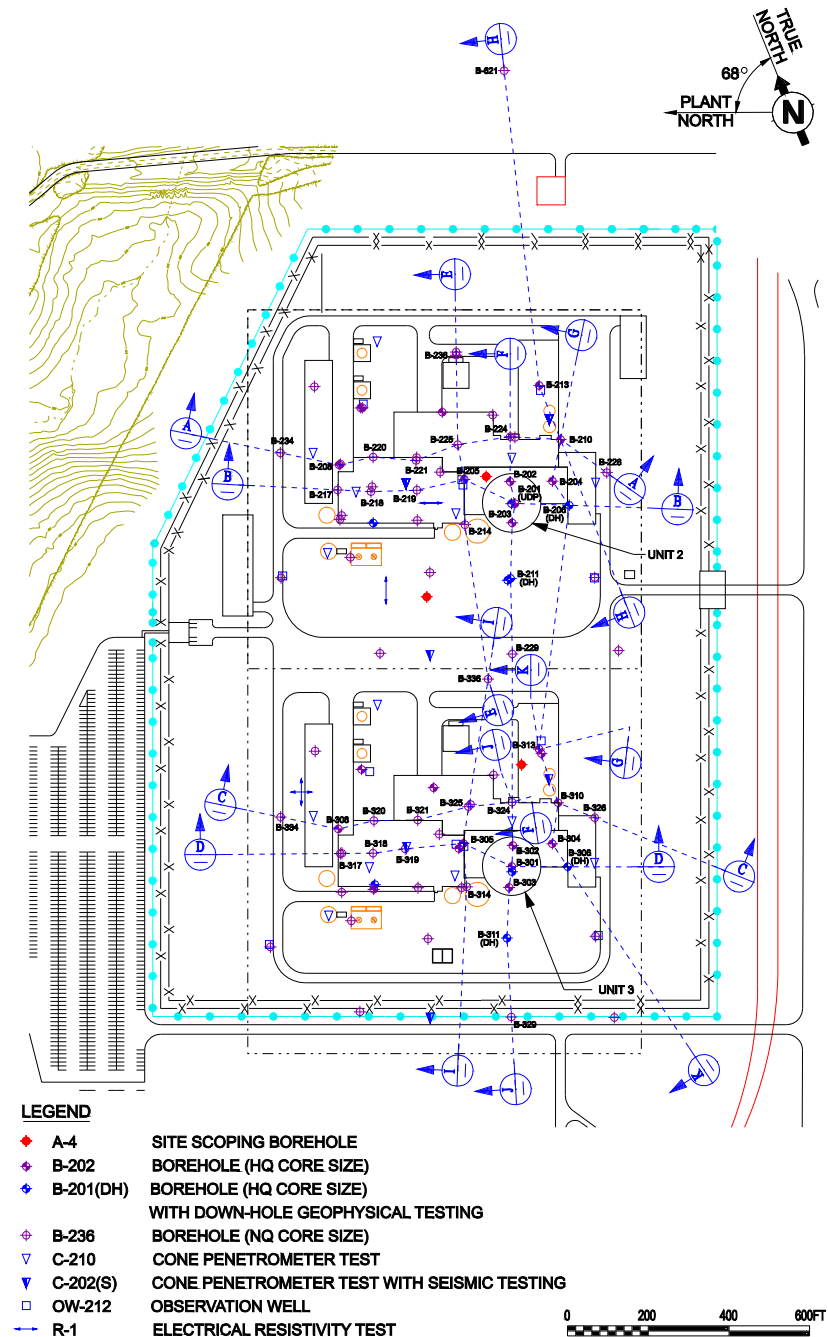 H
B-621
TRUE
NORTH
68°
PLANT
NORTH
N
E
F
G
B-236
B-213
A
B-234
B-220
B-225
B-224
B-210
B-208
B-221
B-205
B-202
B-204
B-228
A
B
B-217
B-218
B-219
B-201
(UDP)
B-206
(DH)
B
B-203
B-214
UNIT 2
B-211
(DH)
H
I
B-229
K
B-336
E
J
B-313
G
C
B-334
B-308
B-320
B-321
B-325
B-324
B-310
B-326
F
B-304
D
B-317
B-318
B-319
B-305
B-302
B-301
B-306
(DH)
D
C
B-303
B-314
B-311
(DH)
UNIT 3
B-329
I
J
K
LEGEND
A-4 SITE SCOPING BOREHOLE
B-202 BOREHOLE (HQ CORE SIZE)
B-201(DH) BOREHOLE (HQ CORE SIZE)
WITH DOWN-HOLE GEOPHYSICAL TESTING
B-236 BOREHOLE (NQ CORE SIZE)
C-210 CONE PENETROMETER TEST
C-202(S) CONE PENETROMETER TEST WITH SEISMIC TESTING
OW-212 OBSERVATION WELL
R-1 ELECTRICAL RESISTIVITY TEST
0 200 400 600FT